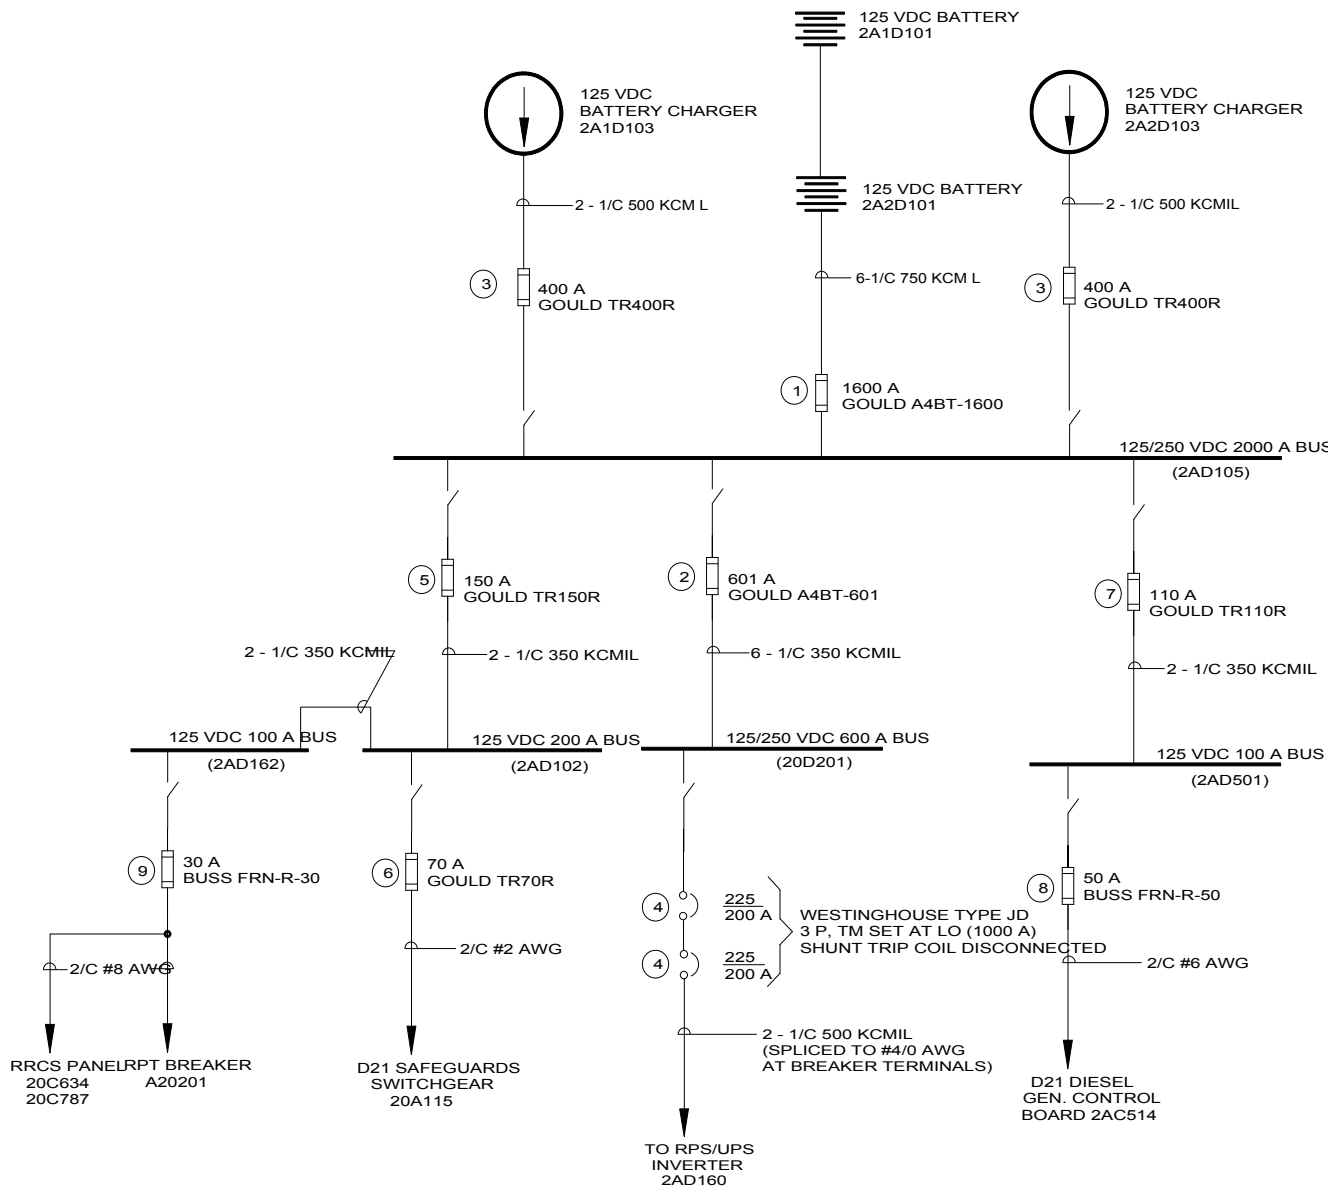 125 VDC BATTERY
2A1D101
125 VDC
BATTERY CHARGER
2A1D103
125 VDC
BATTERY CHARGER
2A2D103
125 VDC BATTERY
2A2D101
2 - 1/C 500 KCM L
2 - 1/C 500 KCMIL
6-1/C 750 KCM L
3
400 A
GOULD TR400R
3
400 A
GOULD TR400R
1
1600 A
GOULD A4BT-1600
125/250 VDC 2000 A BUS
(2AD105)
5
150 A
GOULD TR150R
2
601 A
GOULD A4BT-601
7
110 A
GOULD TR110R
2 - 1/C 350 KCMIL
2 - 1/C 350 KCMIL
6 - 1/C 350 KCMIL
2 - 1/C 350 KCMIL
125 VDC 100 A BUS
(2AD162)
125 VDC 200 A BUS
(2AD102)
125/250 VDC 600 A BUS
(20D201)
125 VDC 100 A BUS
(2AD501)
9
30 A
BUSS FRN-R-30
6
70 A
GOULD TR70R
4
225
200 A
4
225
200 A
WESTINGHOUSE TYPE JD
3 P, TM SET AT LO (1000 A)
SHUNT TRIP COIL DISCONNECTED
8
50 A
BUSS FRN-R-50
2/C #8 AWG
2/C #2 AWG
2/C #6 AWG
2 - 1/C 500 KCMIL
(SPLICED TO #4/0 AWG
AT BREAKER TERMINALS)
RRCS PANEL
20C634
20C787
RPT BREAKER
A20201
D21 SAFEGUARDS
SWITCHGEAR
20A115
TO RPS/UPS
INVERTER
2AD160
D21 DIESEL
GEN. CONTROL
BOARD 2AC514